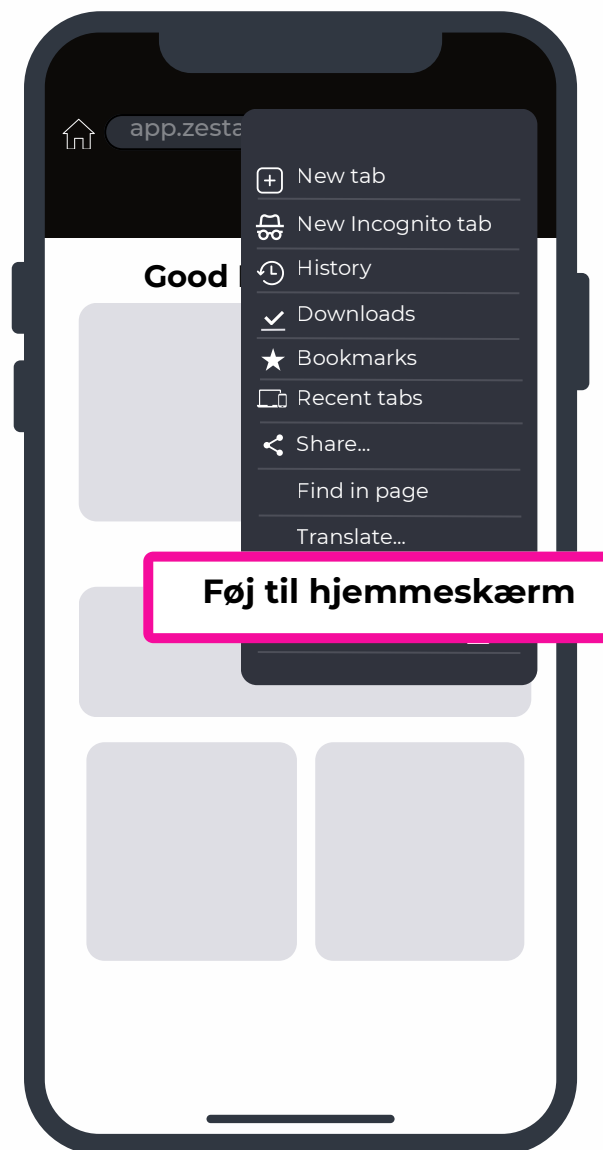 app.zesta
New tab
New Incognito tab
Good
History
Downloads
Bookmarks
Recent tabs
Share...
Find in page
Translate...
Føj til hjemmeskærm